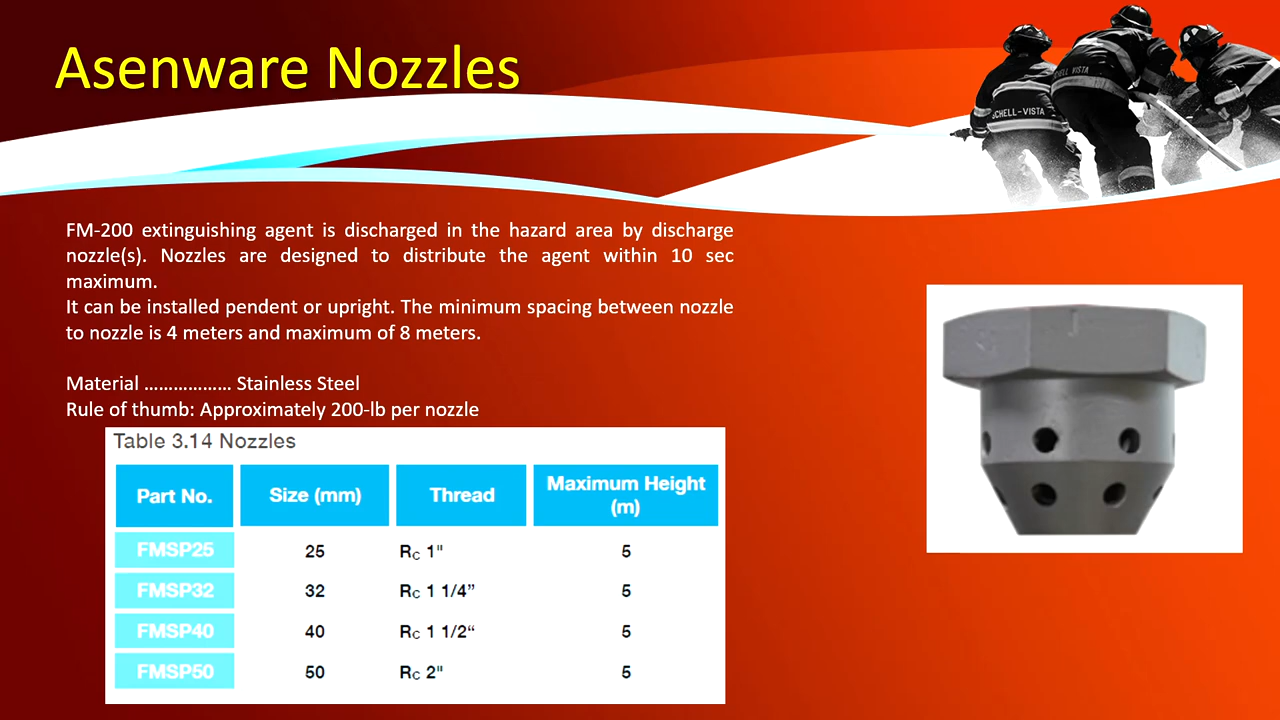 Asenware Nozzles
SCHELL VISTA
SCHELL-VISTA
FM-200 extinguishing agent is discharged in the hazard area by discharge
nozzle(s). Nozzles are designed to distribute the agent within 10 sec
maximum.
It can be installed pendent or upright. The minimum spacing between nozzle
to nozzle is 4 meters and maximum of 8 meters.
Material .................. Stainless Steel
Rule of thumb: Approximately 200-lb per nozzle
Table 3.14 Nozzles
Part No. Size (mm) Thread Maximum Height
(m)
FMSP25 25 Rc 1" 5
FMSP32 32 Rc 1 1/4” 5
FMSP40 40 Rc 1 1/2“ 5
FMSP50 50 Rc 2" 5